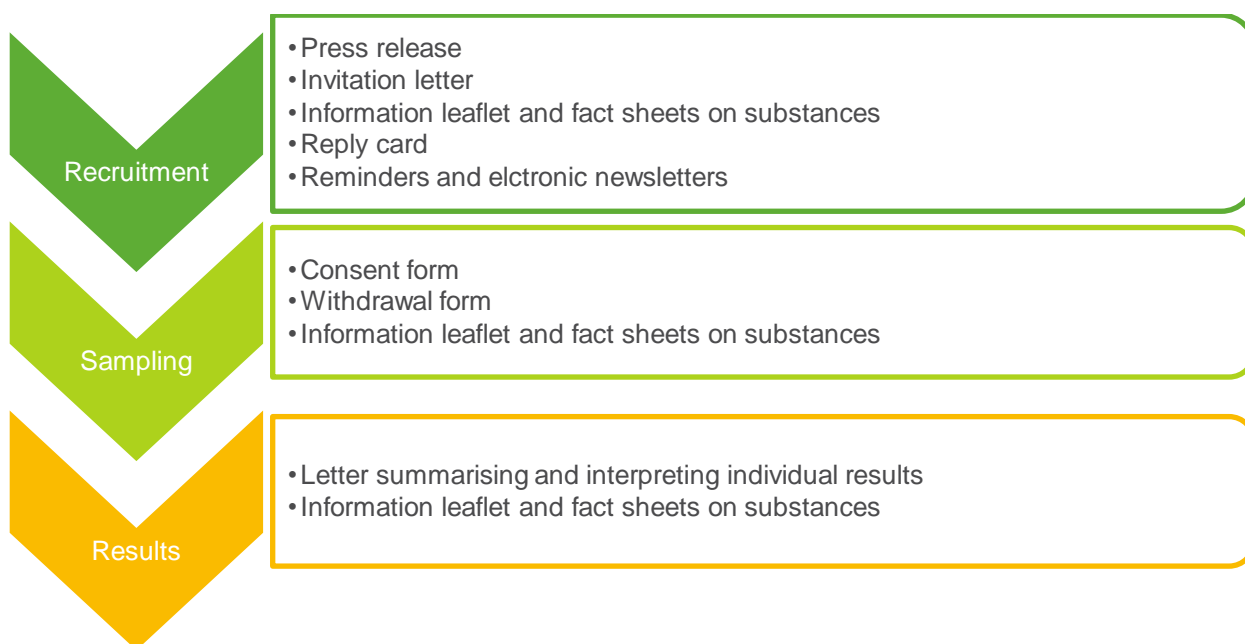 Recruitment
•Press release
•Invitation letter
•Information leaflet and fact sheets on substances
•Reply card
•Reminders and elctronic newsletters
Sampling
•Consent form
•Withdrawal form
•Information leaflet and fact sheets on substances
Results
•Letter summarising and interpreting individual results
•Information leaflet and fact sheets on substances